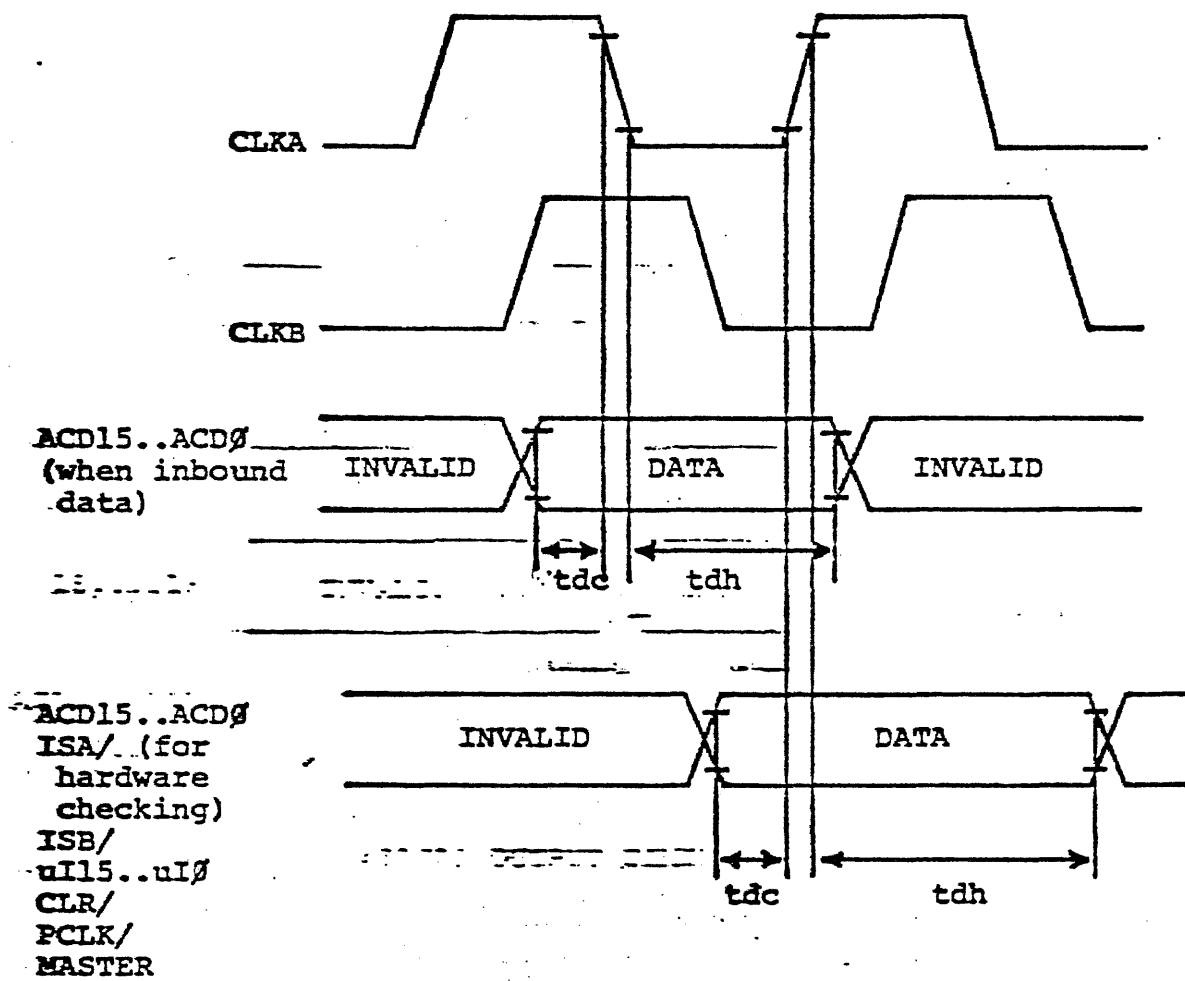 CLKA
CLKB
ACD15..ACDØ
(when inbound
data)
INVALID
DATA
INVALID
tdc
tdh
ACD15..ACDØ
ISA/ (for
hardware
checking)
ISB/
uI15..uIØ
CLR/
PCLK/
MASTER
INVALID
DATA
tdc
tdh